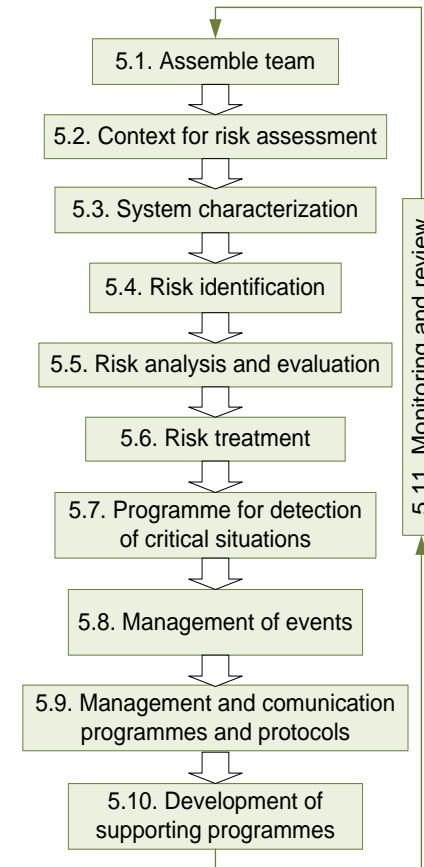 5.1. Assemble team
5.2. Context for risk assessment
5.3. System characterization
5.4. Risk identification
5.5. Risk analysis and evaluation
5.6. Risk treatment
5.7. Programme for detection
of critical situations
5.8. Management of events
5.9. Management and comunication
programmes and protocols
5.10. Development of
supporting programmes
5.11. Monitoring and review